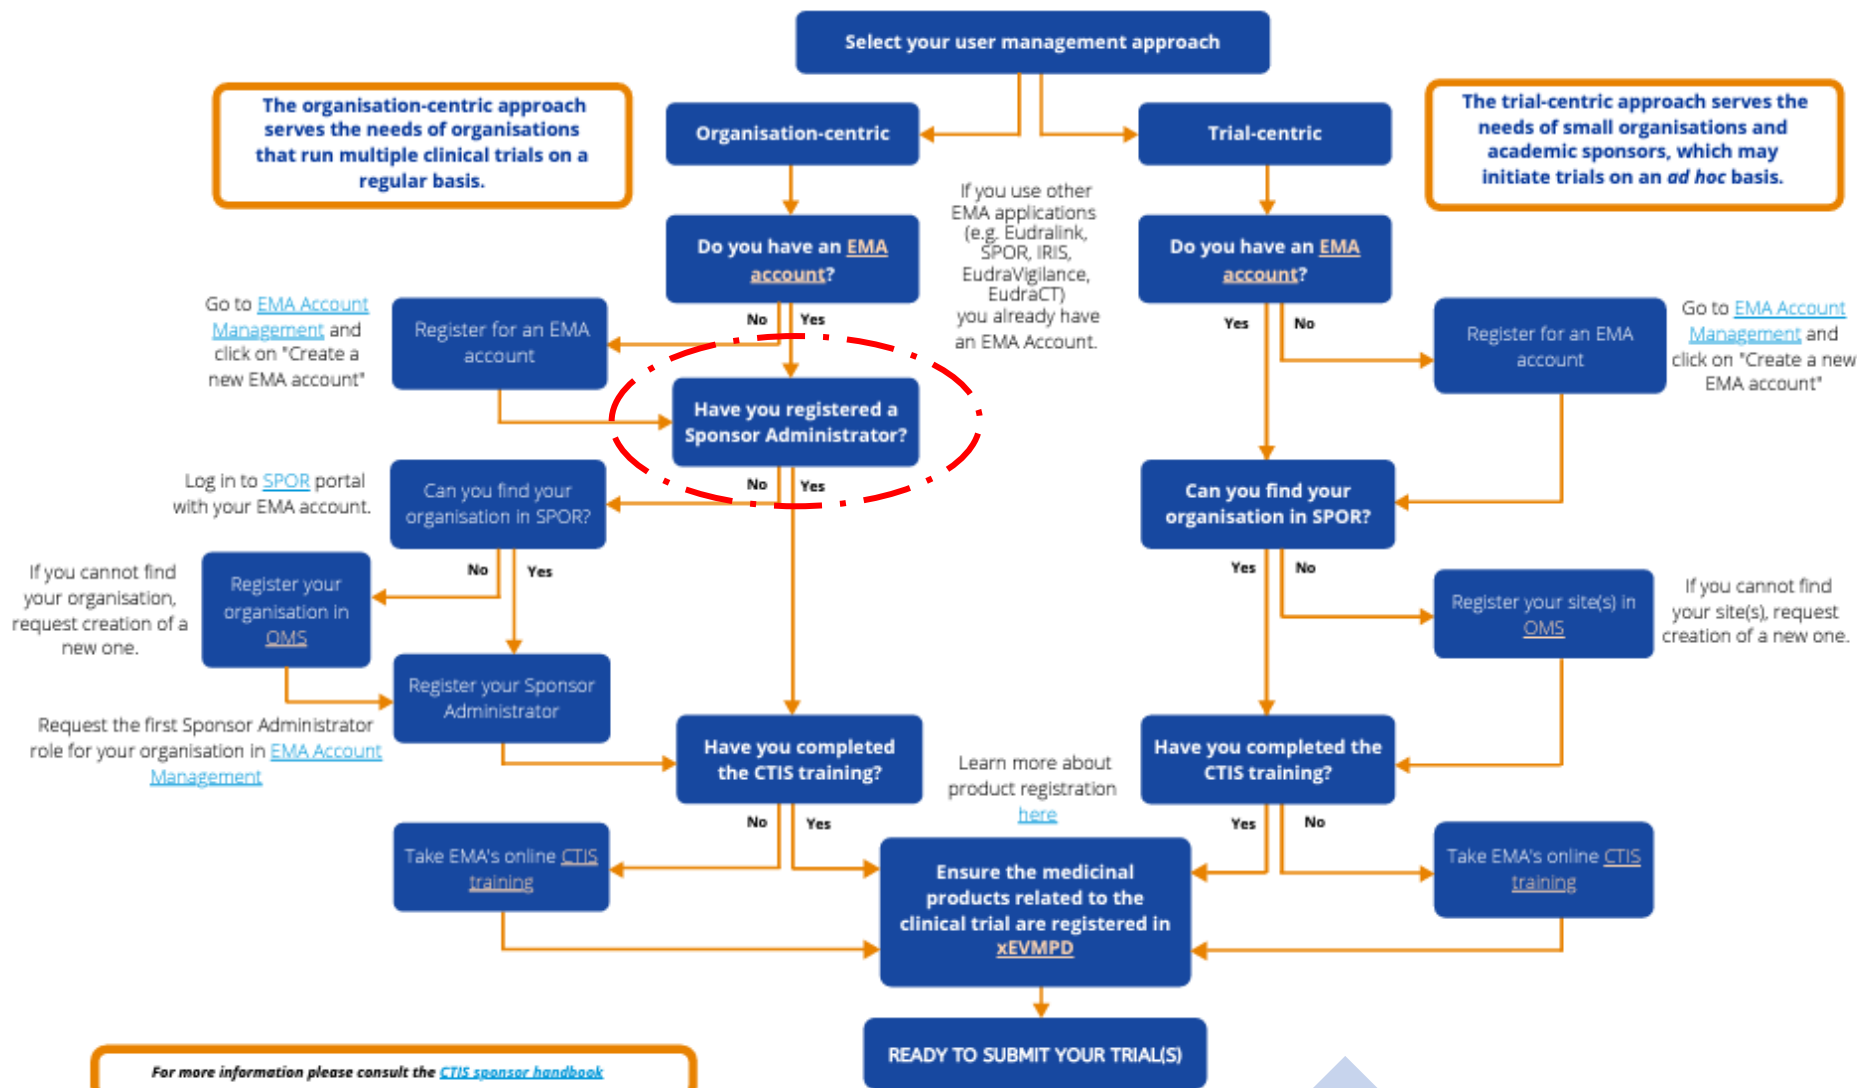 Select your user management approach
The organisation-centric approach
serves the needs of organisations
that run multiple clinical trials on a
regular basis.
Organisation-centric
Trial-centric
The trial-centric approach serves the
needs of small organisations and
academic sponsors, which may
initiate trials on an ad hoc basis.
If you use other
EMA applications
(e.g. Eudralink,
SPOR, IRIS,
EudraVigilance,
EudraCT)
you already have
an EMA Account.
Do you have an EMA
account?
Do you have an EMA
account?
No
Yes
Yes
No
Go to EMA Account
Management and
click on "Create a
new EMA account"
Register for an EMA
account
Register for an EMA
account
Go to EMA Account
Management and
click on "Create a new
EMA account"
Have you registered a
Sponsor Administrator?
No
Yes
Log in to SPOR portal
with your EMA account.
Can you find your
organisation in SPOR?
Can you find your
organisation in SPOR?
No
Yes
Yes
No
If you cannot find
your organisation,
request creation of a
new one.
Register your
organisation in
OMS
Register your site(s) in
OMS
If you cannot find
your site(s), request
creation of a new one.
Register your Sponsor
Administrator
Request the first Sponsor Administrator
role for your organisation in EMA Account
Management
Have you completed
the CTIS training?
Have you completed the
CTIS training?
Learn more about
product registration
here
No
Yes
Yes
No
Take EMA's online CTIS
training
Take EMA's online CTIS
training
Ensure the medicinal
products related to the
clinical trial are registered in
xEVMPD
READY TO SUBMIT YOUR TRIAL(S)
For more information please consult the CTIS sponsor handbook